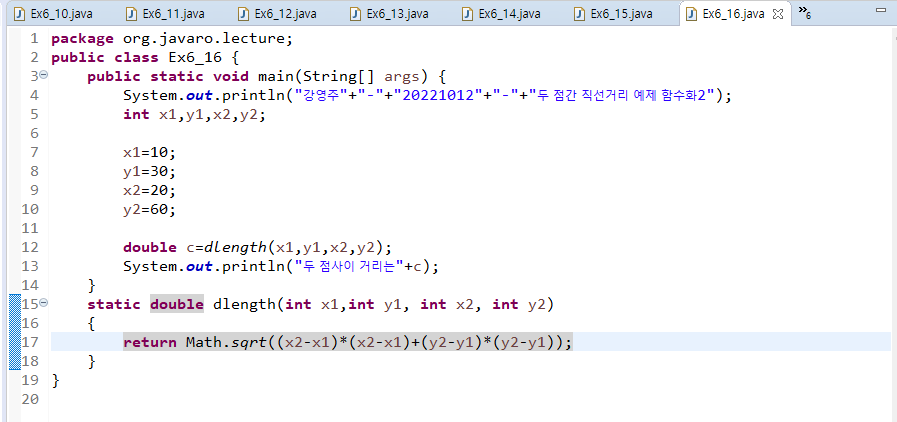 Ex6_10.java Ex6_11.java Ex6_12.java Ex6_13.java Ex6_14.java Ex6_15.java Ex6_16.java »6
1 package org.javaro.lecture;
2 public class Ex6_16 {
3 public static void main(String[] args) {
4 System.out.println("강영주"+"-"+"20221012"+"-"+"두 점간 직선거리 예제 함수화2");
5 int x1,y1,x2,y2;
6
7 x1=10;
8 y1=30;
9 x2=20;
10 y2=60;
11
12 double c=dlength(x1,y1,x2,y2);
13 System.out.println("두 점사이 거리는"+c);
14 }
15 static double dlength(int x1,int y1, int x2, int y2)
16 {
17 return Math.sqrt((x2-x1)*(x2-x1)+(y2-y1)*(y2-y1));
18 }
19 }
20